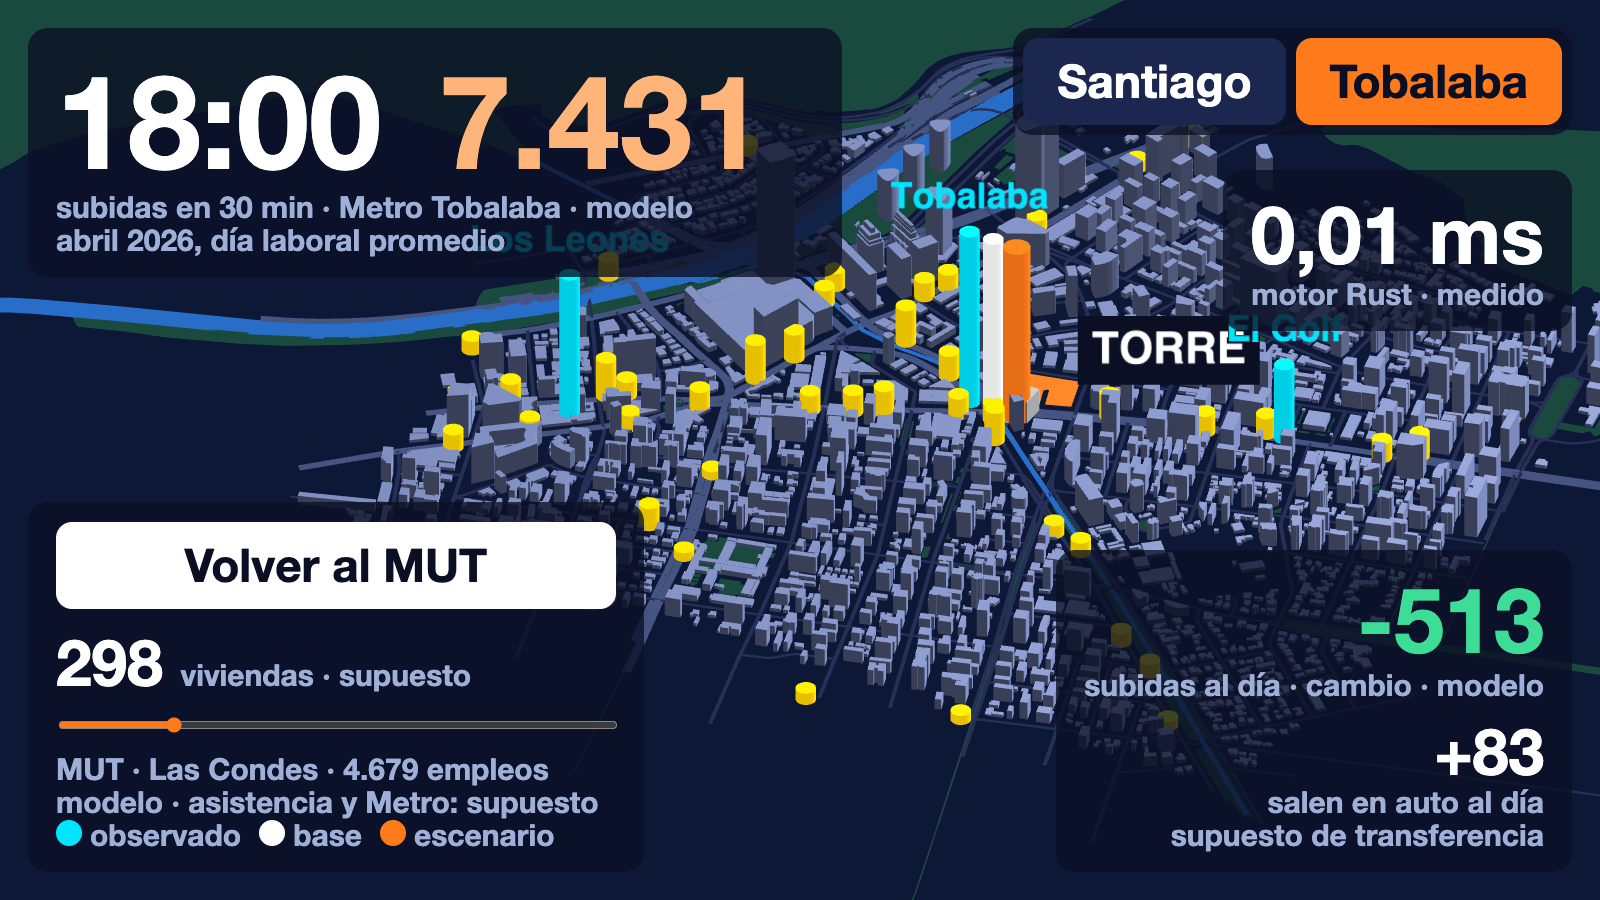 18:00 7.431
subidas en 30 min · Metro Tobalaba · modelo
abril 2026, día laboral promedio
Los Leones
Santiago
Tobalaba
Tobalaba
0,01 ms
motor Rust · medido
El Golf
TORRE
Volver al MUT
298 viviendas · supuesto
MUT · Las Condes · 4.679 empleos
modelo · asistencia y Metro: supuesto
observado base escenario
-513
subidas al día · cambio · modelo
+83
salen en auto al día
supuesto de transferencia